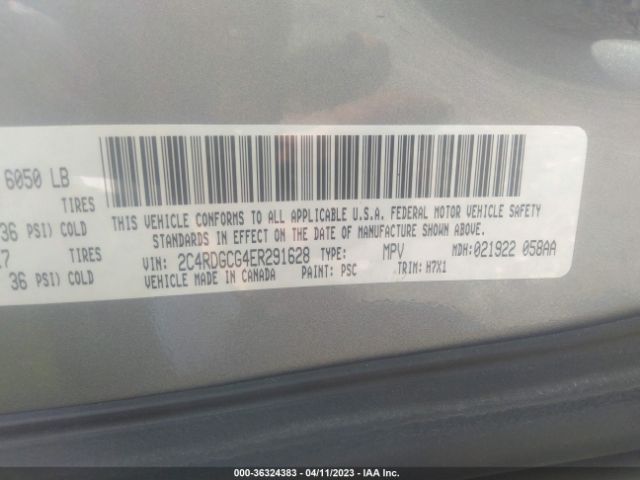 6050 LB
TIRES
36 PSI) COLD
TIRES
36 PSI) COLD
THIS VEHICLE CONFORMS TO ALL APPLICABLE U.S.A. FEDERAL MOTOR VEHICLE SAFETY
STANDARDS IN EFFECT ON THE DATE OF MANUFACTURE SHOWN ABOVE.
VIN: 2C4RDGCG4ER291628 TYPE: MPV MDH:021922 058AA
VEHICLE MADE IN CANADA PAINT: PSC TRIM: H7X1
000-36324383 - 04/11/2023 - IAA Inc.